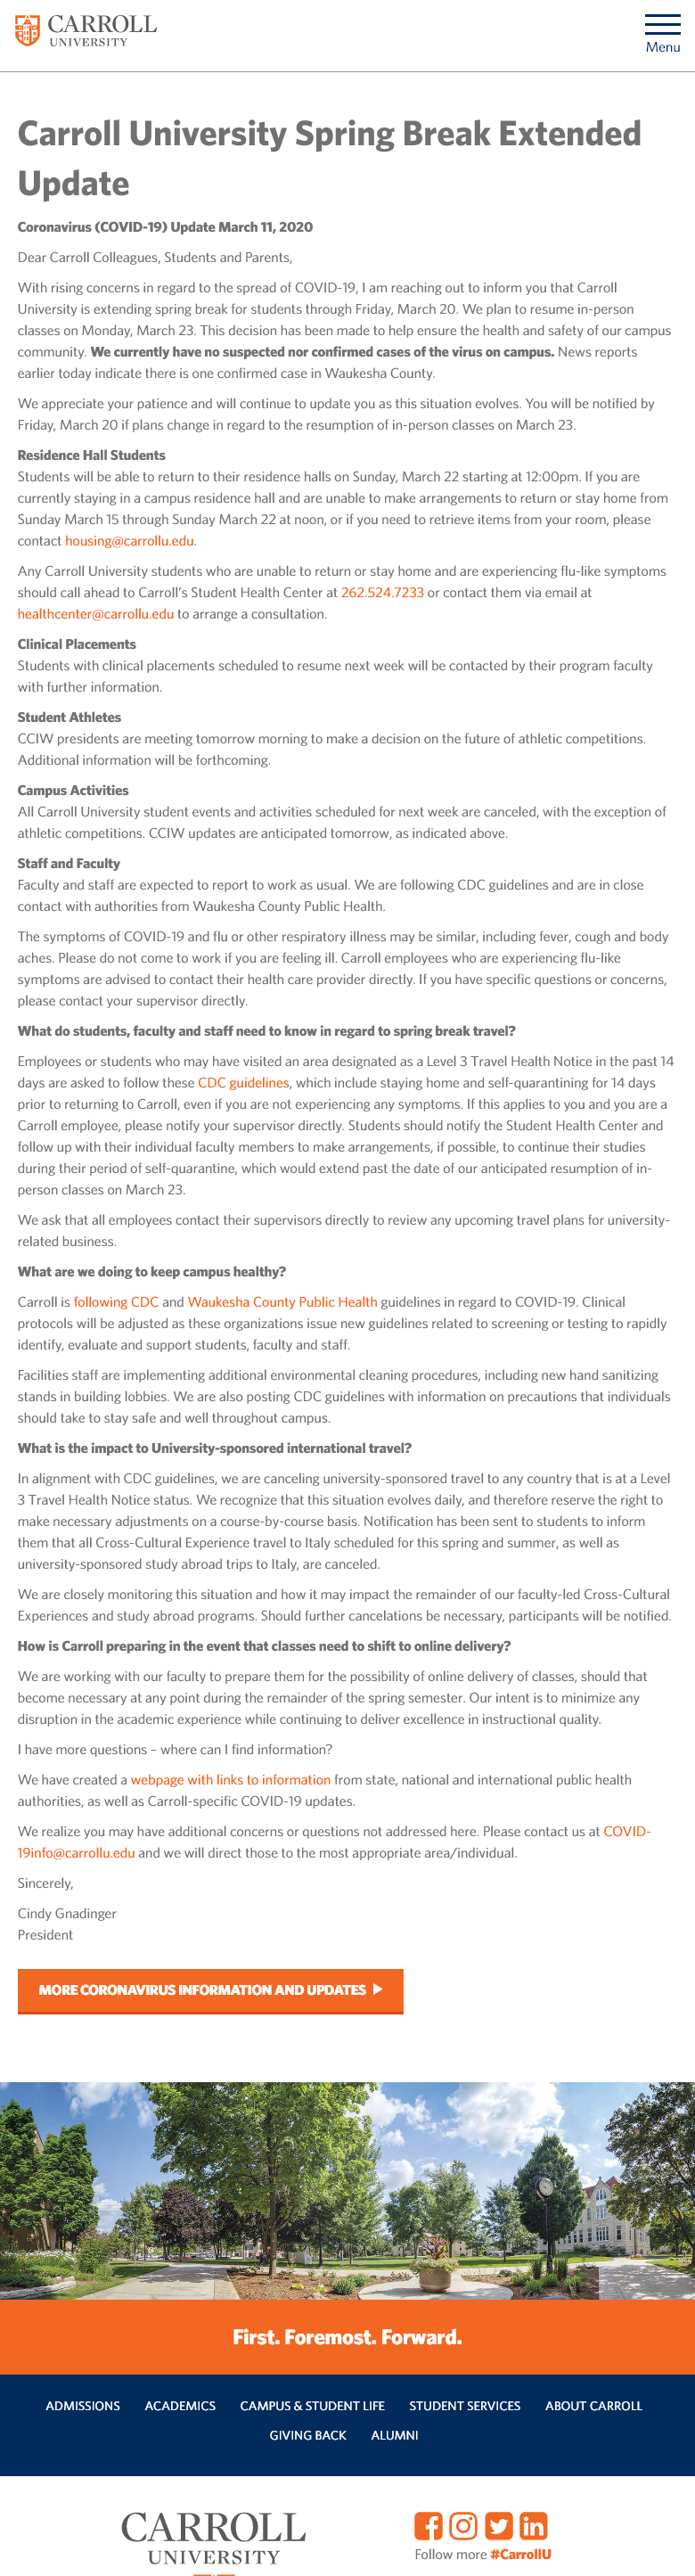 CARROLL
UNIVERSITY
Menu
Carroll University Spring Break Extended
Update
Coronavirus (COVID-19) Update March 11, 2020
Dear Carroll Colleagues, Students and Parents,
With rising concerns in regard to the spread of COVID-19, I am reaching out to inform you that Carroll
University is extending spring break for students through Friday, March 20. We plan to resume in-person
classes on Monday, March 23. This decision has been made to help ensure the health and safety of our campus
community. We currently have no suspected nor confirmed cases of the virus on campus. News reports
earlier today indicate there is one confirmed case in Waukesha County.
We appreciate your patience and will continue to update you as this situation evolves. You will be notified by
Friday, March 20 if plans change in regard to the resumption of in-person classes on March 23.
Residence Hall Students
Students will be able to return to their residence halls on Sunday, March 22 starting at 12:00pm. If you are
currently staying in a campus residence hall and are unable to make arrangements to return or stay home from
Sunday March 15 through Sunday March 22 at noon, or if you need to retrieve items from your room, please
contact housing@carrollu.edu.
Any Carroll University students who are unable to return or stay home and are experiencing flu-like symptoms
should call ahead to Carroll's Student Health Center at 262.524.7233 or contact them via email at
healthcenter@carrollu.edu to arrange a consultation.
Clinical Placements
Students with clinical placements scheduled to resume next week will be contacted by their program faculty
with further information.
Student Athletes
CCIW presidents are meeting tomorrow morning to make a decision on the future of athletic competitions.
Additional information will be forthcoming.
Campus Activities
All Carroll University student events and activities scheduled for next week are canceled, with the exception of
athletic competitions. CCIW updates are anticipated tomorrow, as indicated above.
Staff and Faculty
Faculty and staff are expected to report to work as usual. We are following CDC guidelines and are in close
contact with authorities from Waukesha County Public Health.
The symptoms of COVID-19 and flu or other respiratory illness may be similar, including fever, cough and body
aches. Please do not come to work if you are feeling ill. Carroll employees who are experiencing flu-like
symptoms are advised to contact their health care provider directly. If you have specific questions or concerns,
please contact your supervisor directly.
What do students, faculty and staff need to know in regard to spring break travel?
Employees or students who may have visited an area designated as a Level 3 Travel Health Notice in the past 14
days are asked to follow these CDC guidelines, which include staying home and self-quarantining for 14 days
prior to returning to Carroll, even if you are not experiencing any symptoms. If this applies to you and you are a
Carroll employee, please notify your supervisor directly. Students should notify the Student Health Center and
follow up with their individual faculty members to make arrangements, if possible, to continue their studies
during their period of self-quarantine, which would extend past the date of our anticipated resumption of in-
person classes on March 23.
We ask that all employees contact their supervisors directly to review any upcoming travel plans for university-
related business.
What are we doing to keep campus healthy?
Carroll is following CDC and Waukesha County Public Health guidelines in regard to COVID-19. Clinical
protocols will be adjusted as these organizations issue new guidelines related to screening or testing to rapidly
identify, evaluate and support students, faculty and staff.
Facilities staff are implementing additional environmental cleaning procedures, including new hand sanitizing
stands in building lobbies. We are also posting CDC guidelines with information on precautions that individuals
should take to stay safe and well throughout campus.
What is the impact to University-sponsored international travel?
In alignment with CDC guidelines, we are canceling university-sponsored travel to any country that is at a Level
3 Travel Health Notice status. We recognize that this situation evolves daily, and therefore reserve the right to
make necessary adjustments on a course-by-course basis. Notification has been sent to students to inform
them that all Cross-Cultural Experience travel to Italy scheduled for this spring and summer, as well as
university-sponsored study abroad trips to Italy, are canceled.
We are closely monitoring this situation and how it may impact the remainder of our faculty-led Cross-Cultural
Experiences and study abroad programs. Should further cancelations be necessary, participants will be notified.
How is Carroll preparing in the event that classes need to shift to online delivery?
We are working with our faculty to prepare them for the possibility of online delivery of classes, should that
become necessary at any point during the remainder of the spring semester. Our intent is to minimize any
disruption in the academic experience while continuing to deliver excellence in instructional quality.
I have more questions – where can I find information?
We have created a webpage with links to information from state, national and international public health
authorities, as well as Carroll-specific COVID-19 updates.
We realize you may have additional concerns or questions not addressed here. Please contact us at COVID-
19info@carrollu.edu and we will direct those to the most appropriate area/individual.
Sincerely,
Cindy Gnadinger
President
MORE CORONAVIRUS INFORMATION AND UPDATES
First. Foremost. Forward.
ADMISSIONS ACADEMICS CAMPUS & STUDENT LIFE STUDENT SERVICES ABOUT CARROLL
GIVING BACK ALUMNI
CARROLL
UNIVERSITY
Follow more #CarrollU